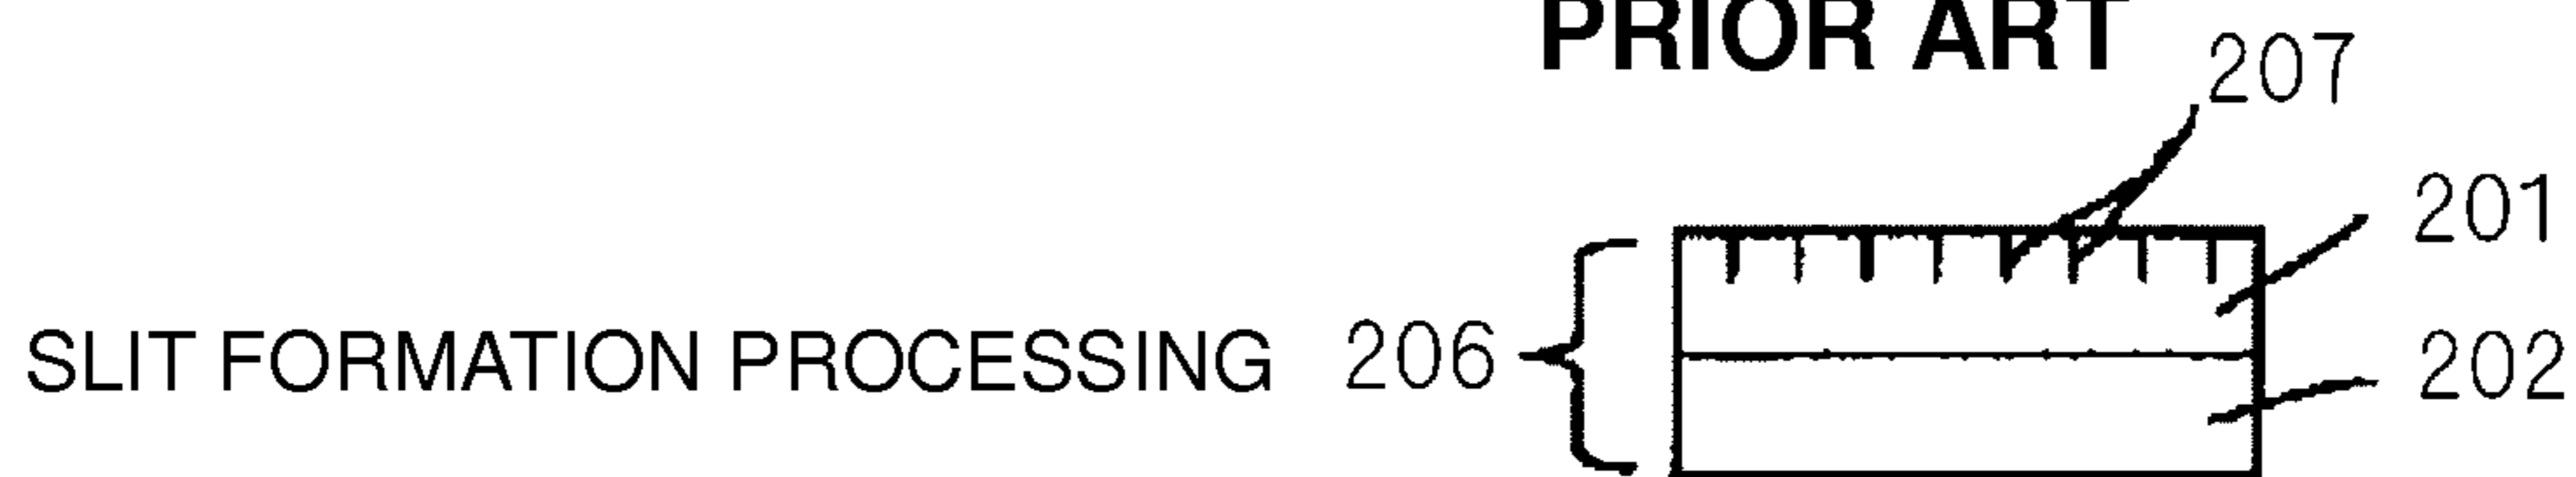 PRIOR ART
207
201
SLIT FORMATION PROCESSING 206
202